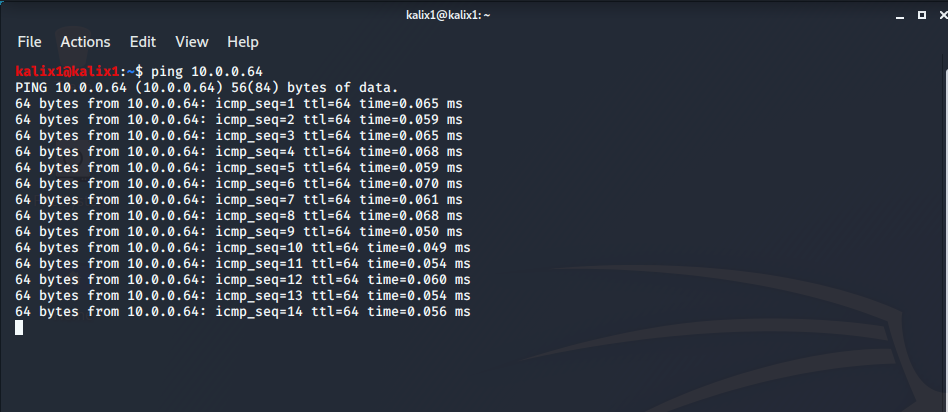 kalix1@kalix1: ~
File Actions Edit View Help
kalix1@kalix1:~$ ping 10.0.0.64
PING 10.0.0.64 (10.0.0.64) 56(84) bytes of data.
64 bytes from 10.0.0.64: icmp_seq=1 ttl=64 time=0.065 ms
64 bytes from 10.0.0.64: icmp_seq=2 ttl=64 time=0.059 ms
64 bytes from 10.0.0.64: icmp_seq=3 ttl=64 time=0.065 ms
64 bytes from 10.0.0.64: icmp_seq=4 ttl=64 time=0.068 ms
64 bytes from 10.0.0.64: icmp_seq=5 ttl=64 time=0.059 ms
64 bytes from 10.0.0.64: icmp_seq=6 ttl=64 time=0.070 ms
64 bytes from 10.0.0.64: icmp_seq=7 ttl=64 time=0.061 ms
64 bytes from 10.0.0.64: icmp_seq=8 ttl=64 time=0.068 ms
64 bytes from 10.0.0.64: icmp_seq=9 ttl=64 time=0.050 ms
64 bytes from 10.0.0.64: icmp_seq=10 ttl=64 time=0.049 ms
64 bytes from 10.0.0.64: icmp_seq=11 ttl=64 time=0.054 ms
64 bytes from 10.0.0.64: icmp_seq=12 ttl=64 time=0.060 ms
64 bytes from 10.0.0.64: icmp_seq=13 ttl=64 time=0.054 ms
64 bytes from 10.0.0.64: icmp_seq=14 ttl=64 time=0.056 ms